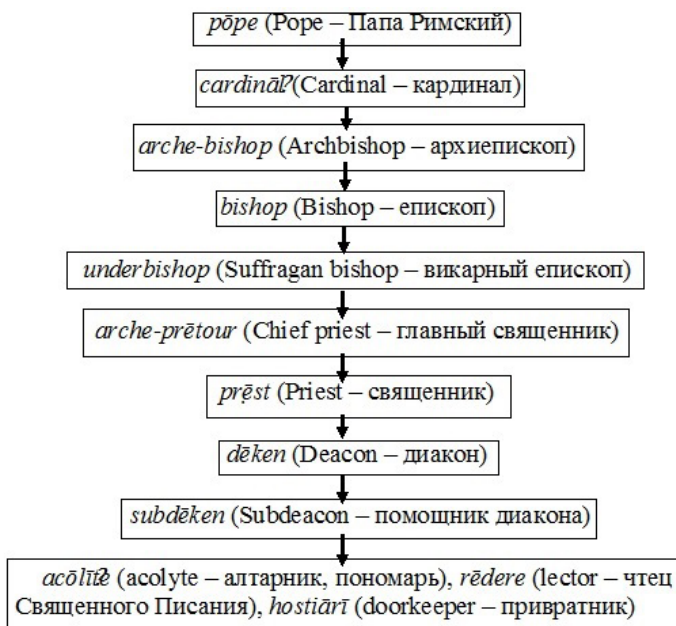 pōpe (Pope – Папа Римский)
cardināl? (Cardinal – кардинал)
arche-bishop (Archbishop – архиепископ)
bishop (Bishop – епископ)
underbishop (Suffragan bishop – викарный епископ)
arche-prētour (Chief priest – главный священник)
prẹ̄st (Priest – священник)
dēken (Deacon – диакон)
subdēken (Subdeacon – помощник диакона)
(acolyte – алтарник, пономарь), rēdere (lector – чтец
Священного Писания), hostiārī (doorkeeper – привратник)